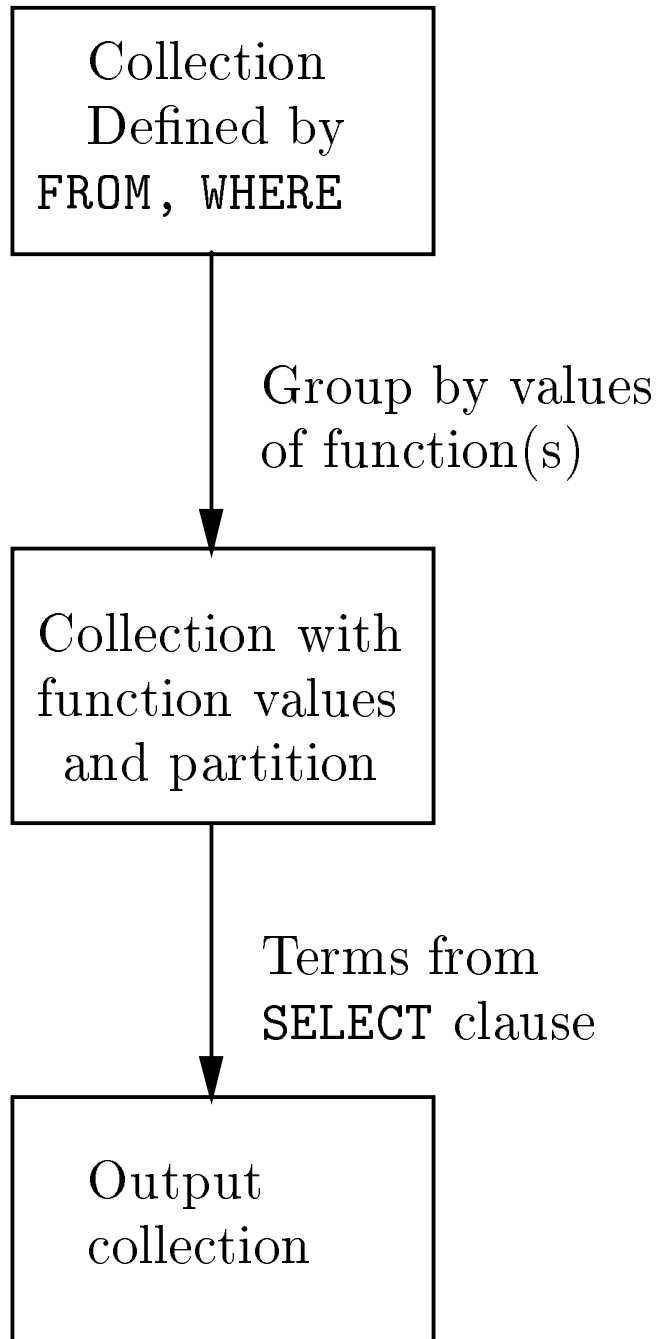 Collection
Defined by
FROM, WHERE
Group by values
of function(s)
Collection with
function values
and partition
Terms from
SELECT clause
Output
collection